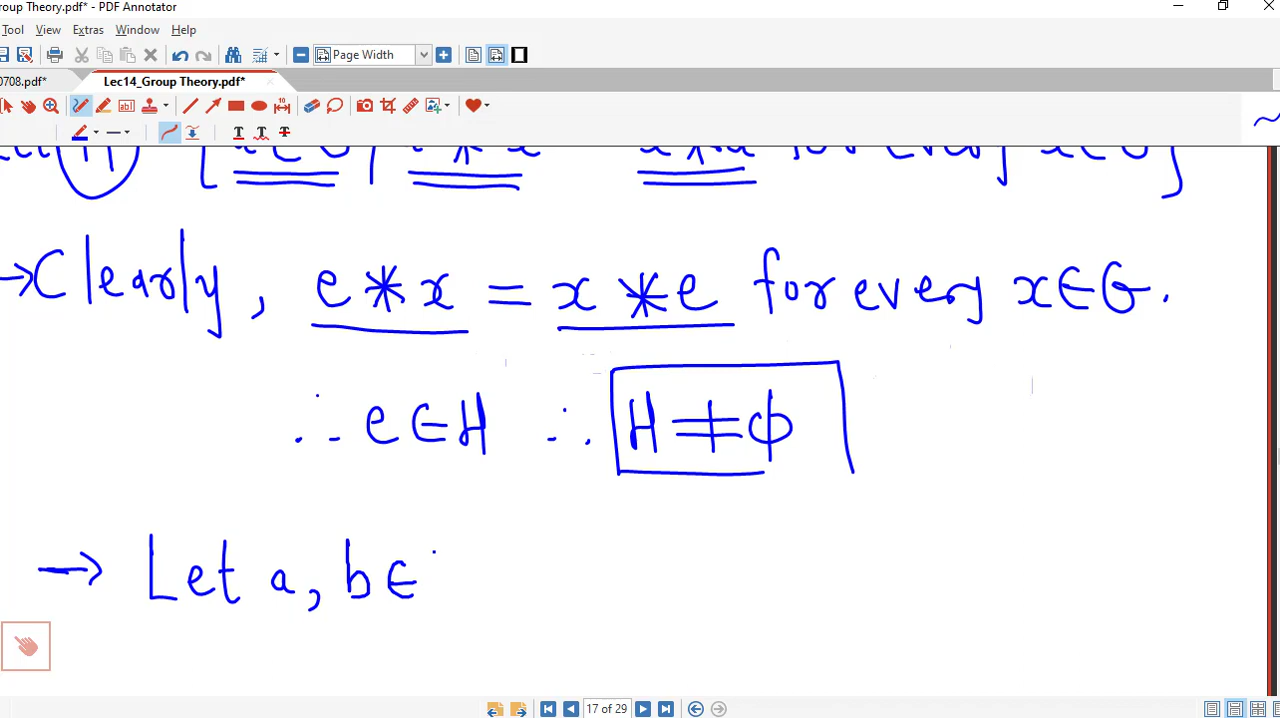 roup Theory.pdf* - PDF Annotator
Tool View Extras Window Help
Page Width
0708.pdf* Lec14_Group Theory.pdf*
→ Clearly, e * x = x * e for every x∈G.
∴ e∈H ∴ H ≠ ϕ
→ Let a, b∈
17 of 29